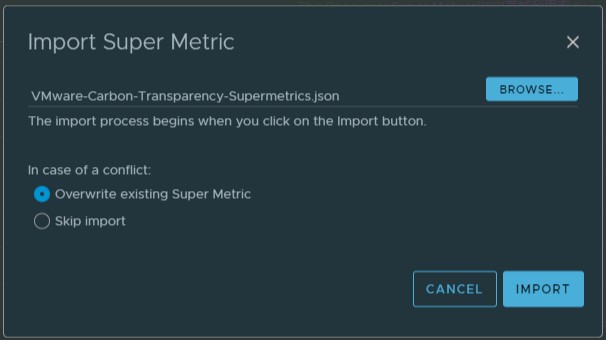 Import Super Metric
VMware-Carbon-Transparency-Supermetrics.json
BROWSE...
The import process begins when you click on the Import button.
In case of a conflict:
Overwrite existing Super Metric
Skip import
CANCEL
IMPORT